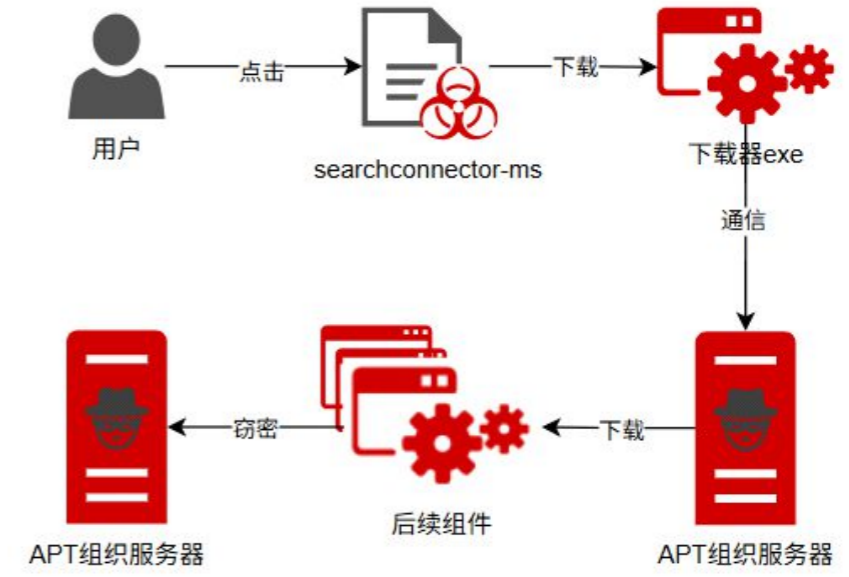 点击
下载
用户
searchconnector-ms
下载器exe
通信
窃密
下载
后续组件
APT组织服务器
APT组织服务器